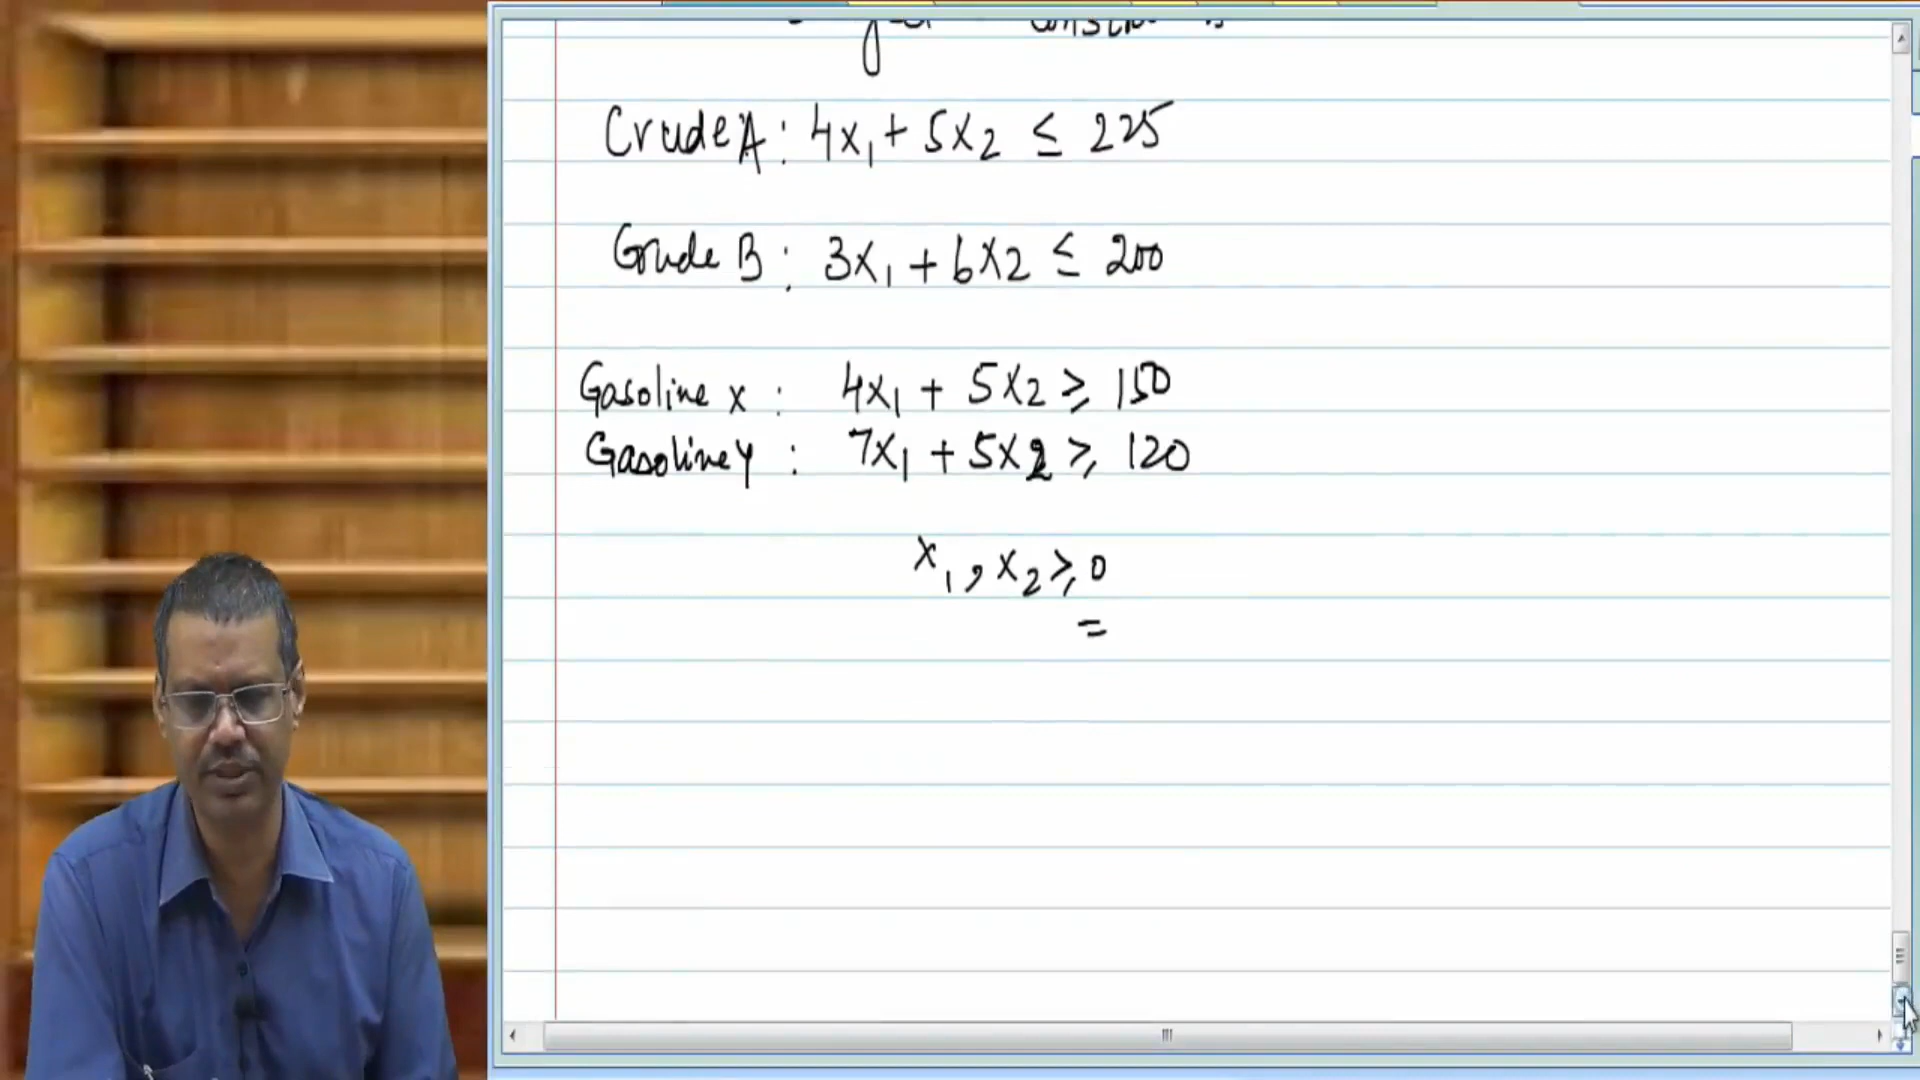 Crude A : 4x₁ + 5x₂ ≤ 225
Crude B : 3x₁ + 6x₂ ≤ 200
Gasoline x : 4x₁ + 5x₂ ≥ 150
Gasoline y : 7x₁ + 5x₂ ≥ 120
x₁, x₂ ≥ 0
=